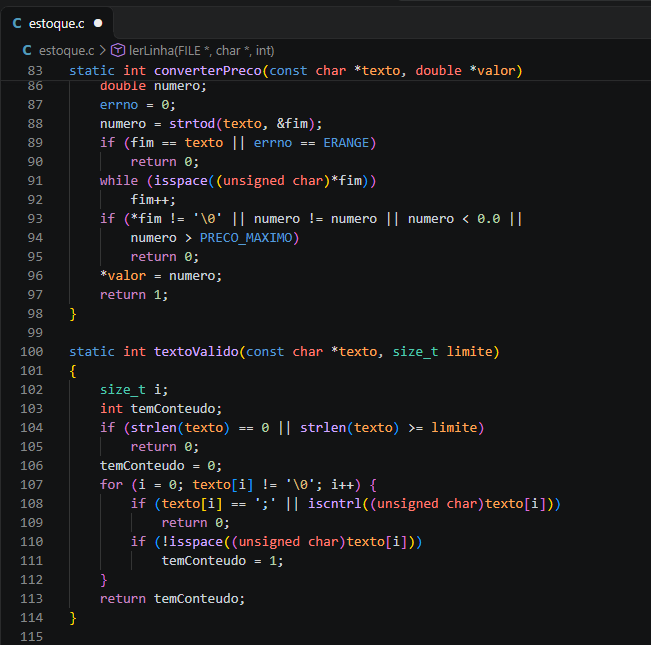 C estoque.c ●
C estoque.c > lerLinha(FILE *, char *, int)
83 static int converterPreco(const char *texto, double *valor)
86     double numero;
87     errno = 0;
88     numero = strtod(texto, &fim);
89     if (fim == texto || errno == ERANGE)
90         return 0;
91     while (isspace((unsigned char)*fim))
92         fim++;
93     if (*fim != '\0' || numero != numero || numero < 0.0 ||
94         numero > PRECO_MAXIMO)
95         return 0;
96     *valor = numero;
97     return 1;
98 }
99
100 static int textoValido(const char *texto, size_t limite)
101 {
102     size_t i;
103     int temConteudo;
104     if (strlen(texto) == 0 || strlen(texto) >= limite)
105         return 0;
106     temConteudo = 0;
107     for (i = 0; texto[i] != '\0'; i++) {
108         if (texto[i] == ';' || iscntrl((unsigned char)texto[i]))
109             return 0;
110         if (!isspace((unsigned char)texto[i]))
111             temConteudo = 1;
112     }
113     return temConteudo;
114 }
115